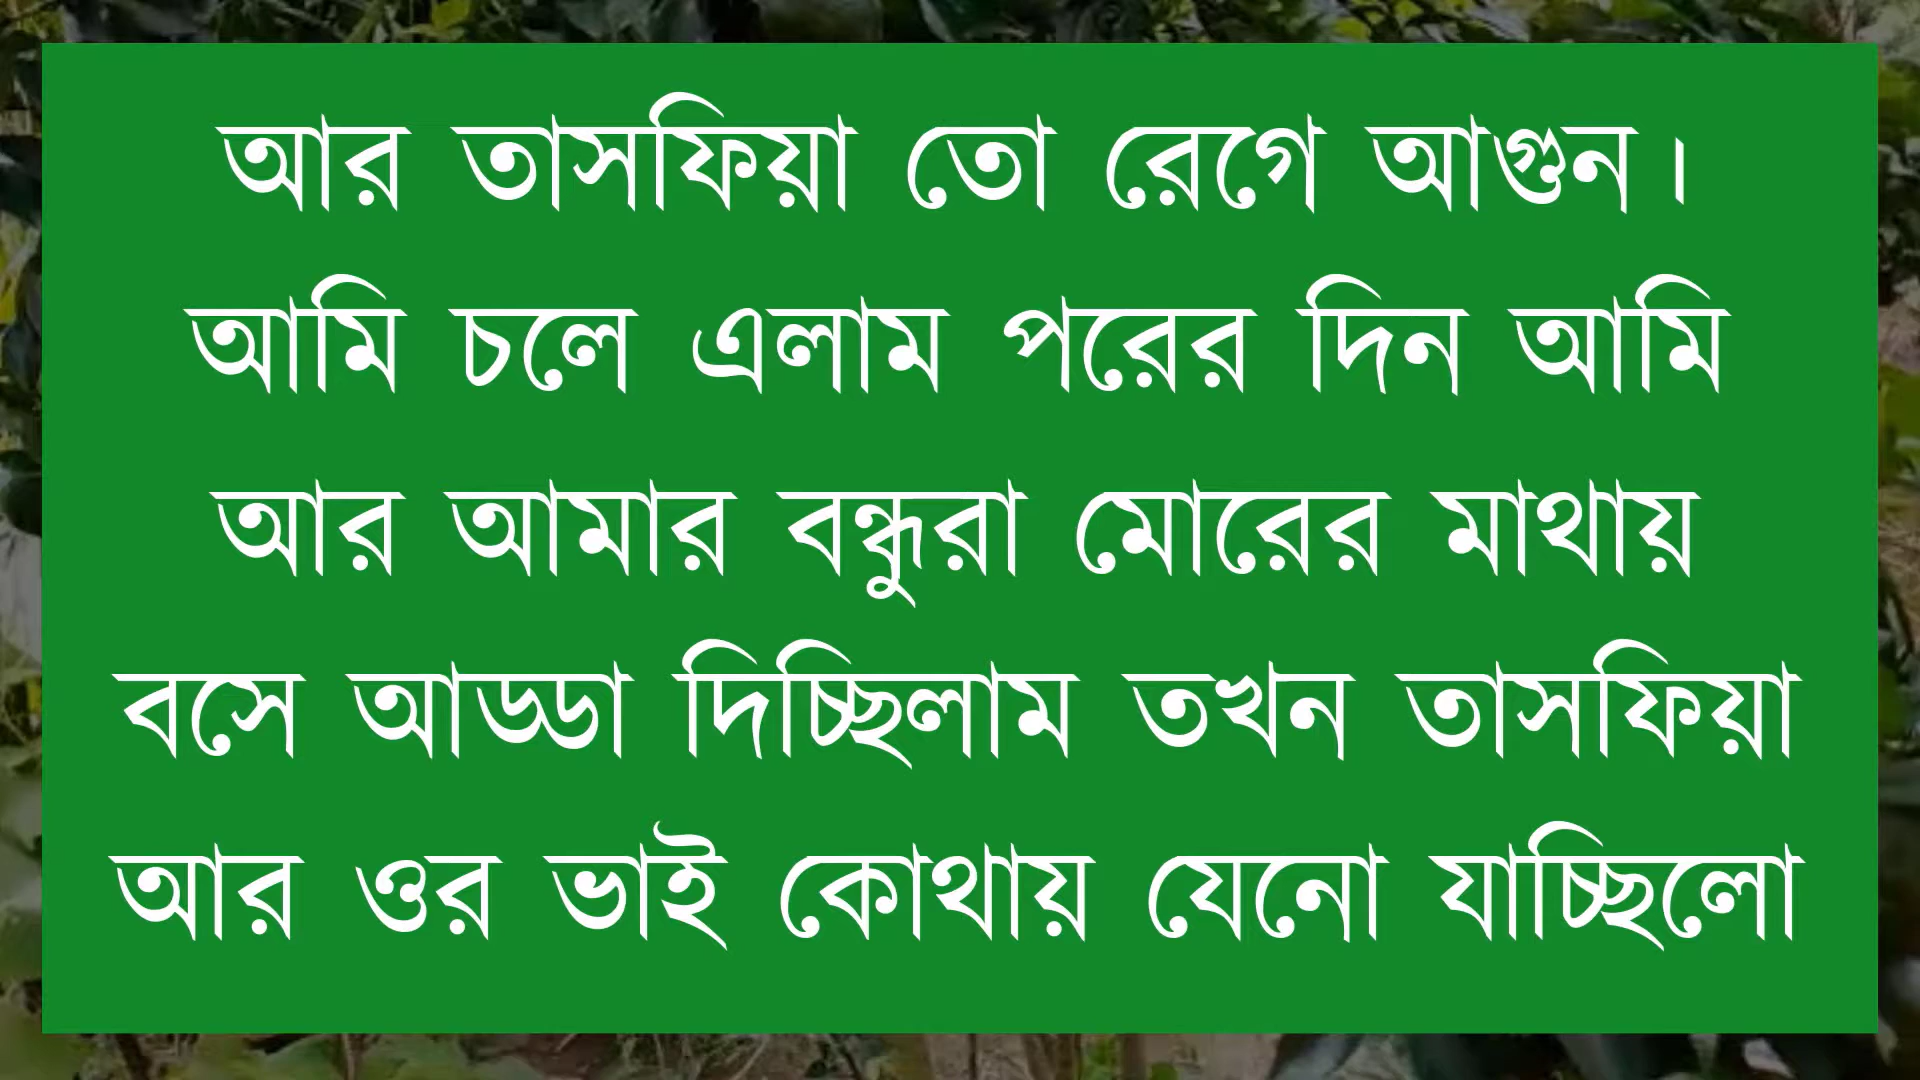 আর তাসফিয়া তো রেগে আগুন।
আমি চলে এলাম পরের দিন আমি
আর আমার বন্ধুরা মোরের মাথায়
বসে আড্ডা দিচ্ছিলাম তখন তাসফিয়া
আর ওর ভাই কোথায় যেনো যাচ্ছিলো